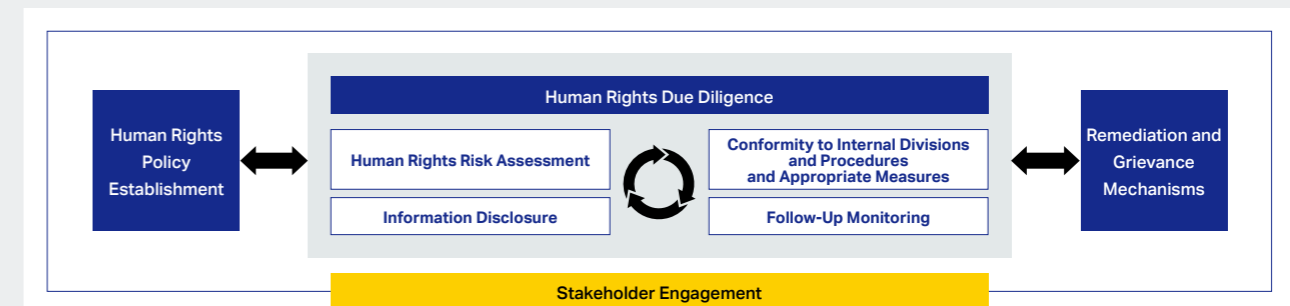 Human Rights
Policy
Establishment
Human Rights Due Diligence
Human Rights Risk Assessment
Conformity to Internal Divisions
and Procedures
and Appropriate Measures
Information Disclosure
Follow-Up Monitoring
Remediation and
Grievance
Mechanisms
Stakeholder Engagement